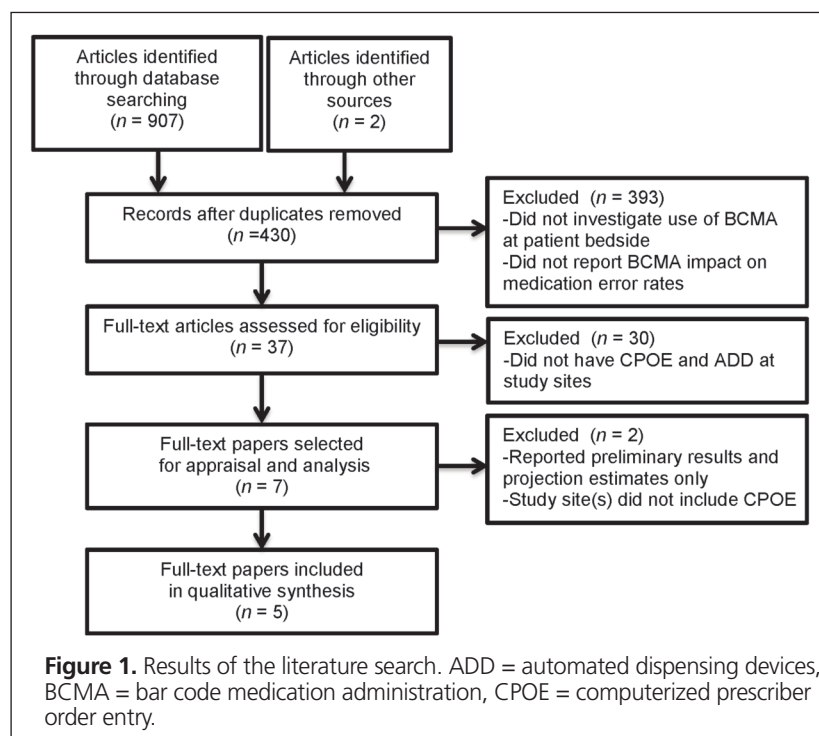 Articles identified
through database
searching
(n = 907)
Articles identified
through other
sources
(n = 2)
Records after duplicates removed
(n =430)
Excluded (n = 393)
-Did not investigate use of BCMA
at patient bedside
-Did not report BCMA impact on
medication error rates
Full-text articles assessed for eligibility
(n = 37)
Excluded (n = 30)
-Did not have CPOE and ADD at
study sites
Full-text papers selected
for appraisal and analysis
(n = 7)
Excluded (n = 2)
-Reported preliminary results and
projection estimates only
-Study site(s) did not include CPOE
Full-text papers included
in qualitative synthesis
(n = 5)
Figure 1. Results of the literature search. ADD = automated dispensing devices,
BCMA = bar code medication administration, CPOE = computerized prescriber
order entry.